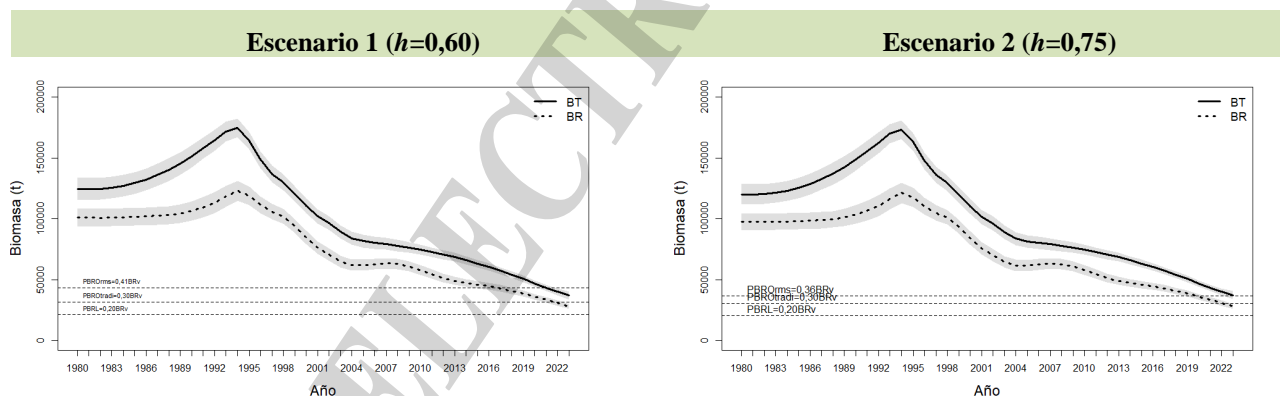 Escenario 1 (h=0,60)
Escenario 2 (h=0,75)
ELECTR
Biomasa (t)
200000
150000
100000
50000
0
BT
BR
PBROrms=0,41BRv
PBROtradi=0,30BRv
PBRL=0,20BRv
1980 1983 1986 1989 1992 1995 1998 2001 2004 2007 2010 2013 2016 2019 2022
Año
Biomasa (t)
200000
150000
100000
50000
0
BT
BR
PBROrms=0,36BRv
PBROtradi=0,30BRv
PBRL=0,20BRv
1980 1983 1986 1989 1992 1995 1998 2001 2004 2007 2010 2013 2016 2019 2022
Año